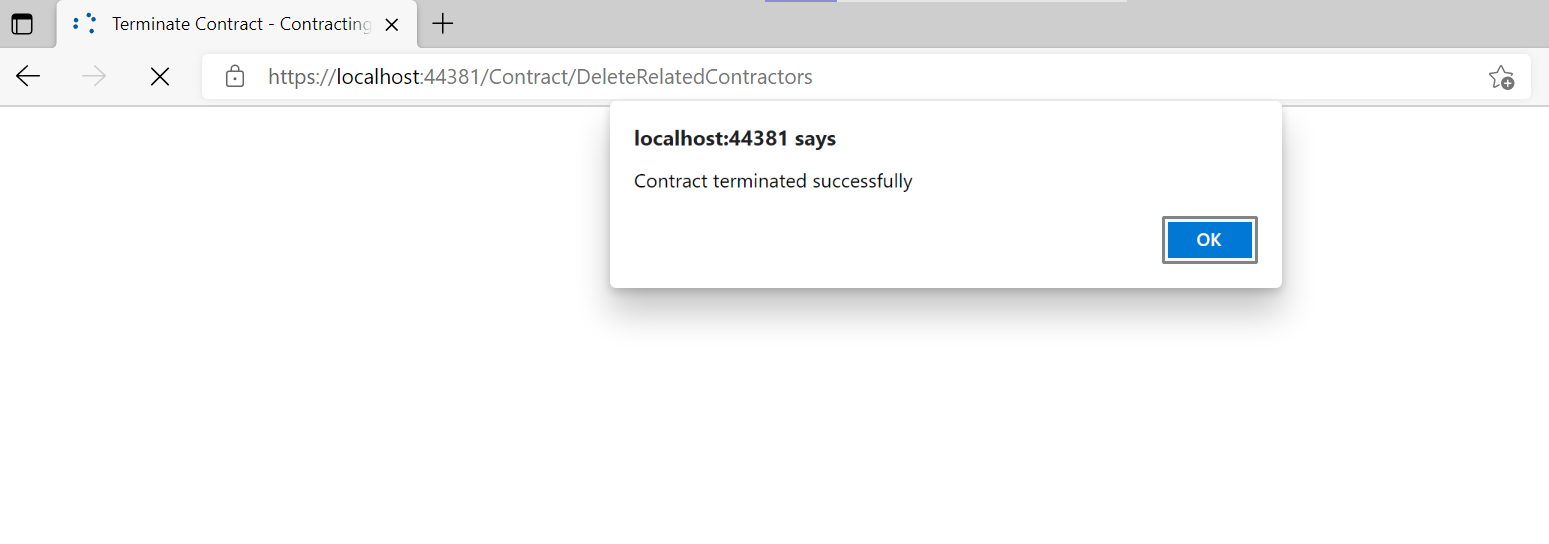 Terminate Contract - Contracting
https://localhost:44381/Contract/DeleteRelatedContractors
localhost:44381 says
Contract terminated successfully
OK